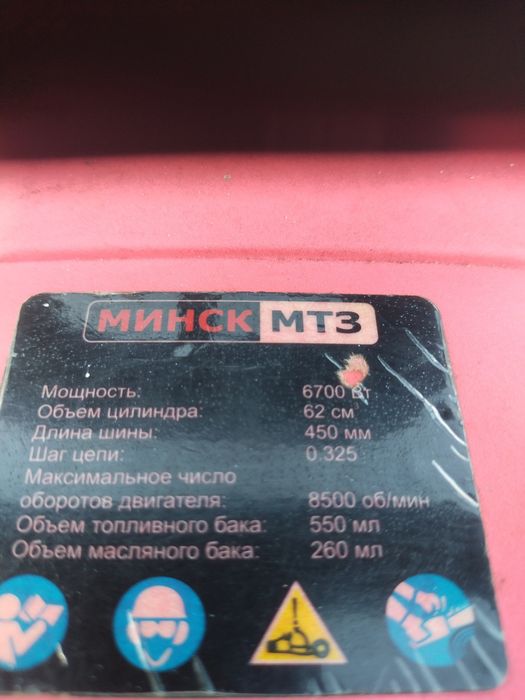 МИНСК МТЗ
Мощность: 6700 Вт
Объем цилиндра: 62 см³
Длина шины: 450 мм
Шаг цепи: 0.325
Максимальное число
оборотов двигателя: 8500 об/мин
Объем топливного бака: 550 мл
Объем масляного бака: 260 мл